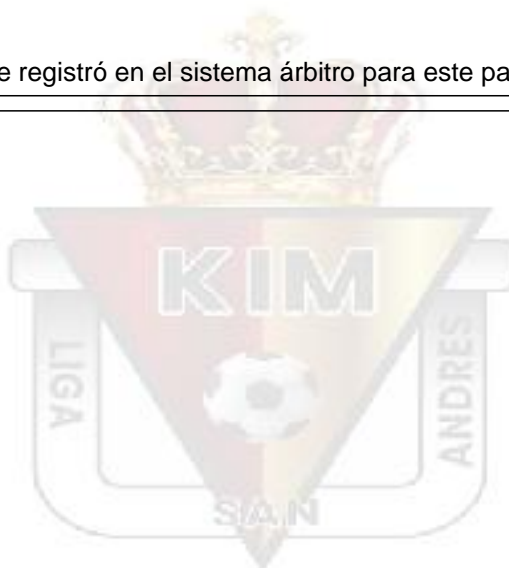 e registró en el sistema árbitro para este pa
KIM
LIGA
ANDRES
SAN